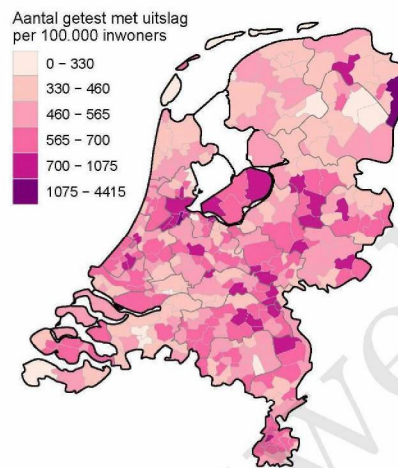 Aantal getest met uitslag
per 100.000 inwoners
0 – 330
330 – 460
460 – 565
565 – 700
700 – 1075
1075 – 4415